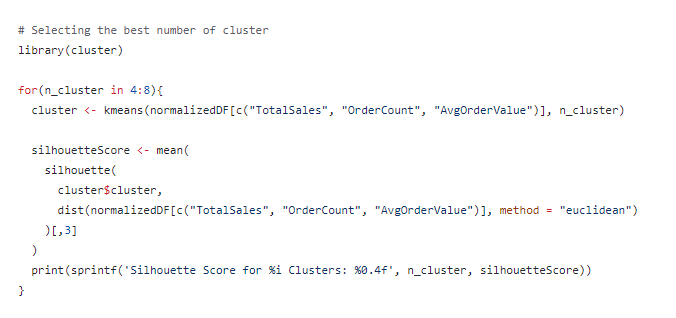 # Selecting the best number of cluster
library(cluster)
for(n_cluster in 4:8){
cluster <- kmeans(normalizedDF[c("TotalSales", "OrderCount", "AvgOrderValue")], n_cluster)
silhouetteScore <- mean(
silhouette(
cluster$cluster,
dist(normalizedDF[c("TotalSales", "OrderCount", "AvgOrderValue")], method = "euclidean")
)[,3]
)
print(sprintf('Silhouette Score for %i Clusters: %0.4f', n_cluster, silhouetteScore))
}